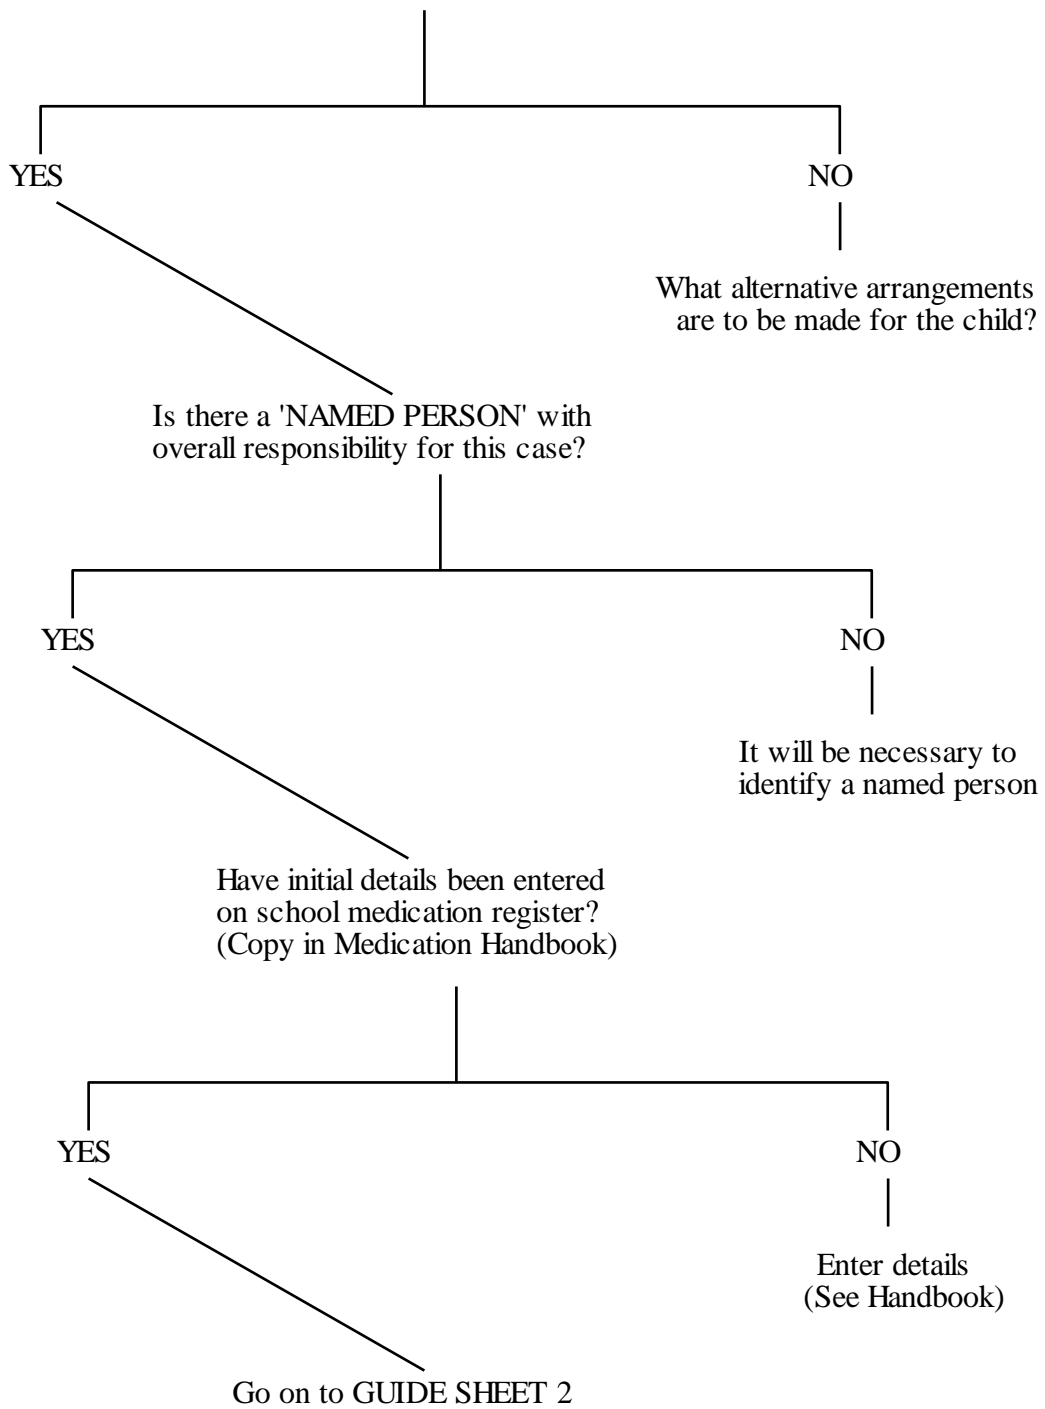 YES
NO
What alternative arrangements
are to be made for the child?
Is there a 'NAMED PERSON' with
overall responsibility for this case?
YES
NO
It will be necessary to
identify a named person
Have initial details been entered
on school medication register?
(Copy in Medication Handbook)
YES
NO
Enter details
(See Handbook)
Go on to GUIDE SHEET 2